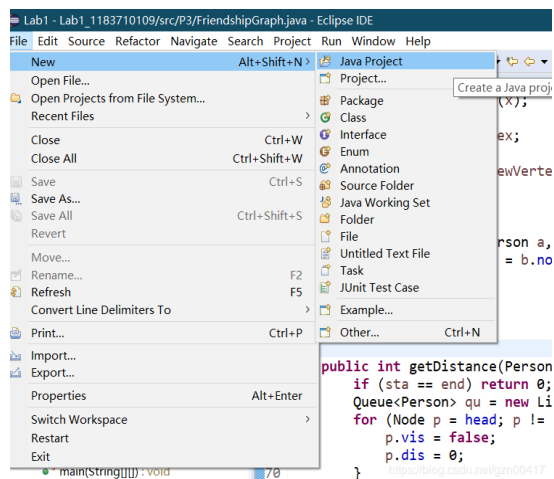 Lab1 - Lab1_1183710109/src/P3/FriendshipGraph.java - Eclipse IDE
File Edit Source Refactor Navigate Search Project Run Window Help
New Alt+Shift+N >
Open File...
Open Projects from File System...
Recent Files >
Close Ctrl+W
Close All Ctrl+Shift+W
Save Ctrl+S
Save As...
Save All Ctrl+Shift+S
Revert
Move...
Rename... F2
Refresh F5
Convert Line Delimiters To >
Print... Ctrl+P
Import...
Export...
Properties Alt+Enter
Switch Workspace >
Restart
Exit
Java Project
Project...
Package
Class
Interface
Enum
Annotation
Source Folder
Java Working Set
Folder
File
Untitled Text File
Task
JUnit Test Case
Example...
Other... Ctrl+N
Create a Java proj
(x);
ex;
ewVerte
rson a,
= b.no
public int getDistance(Person
if (sta == end) return 0;
Queue<Person> qu = new Li
for (Node p = head; p !=
p.vis = false;
p.dis = 0;
}
main(String[]) : void
70
https://blog.csdn.net/gzn00417